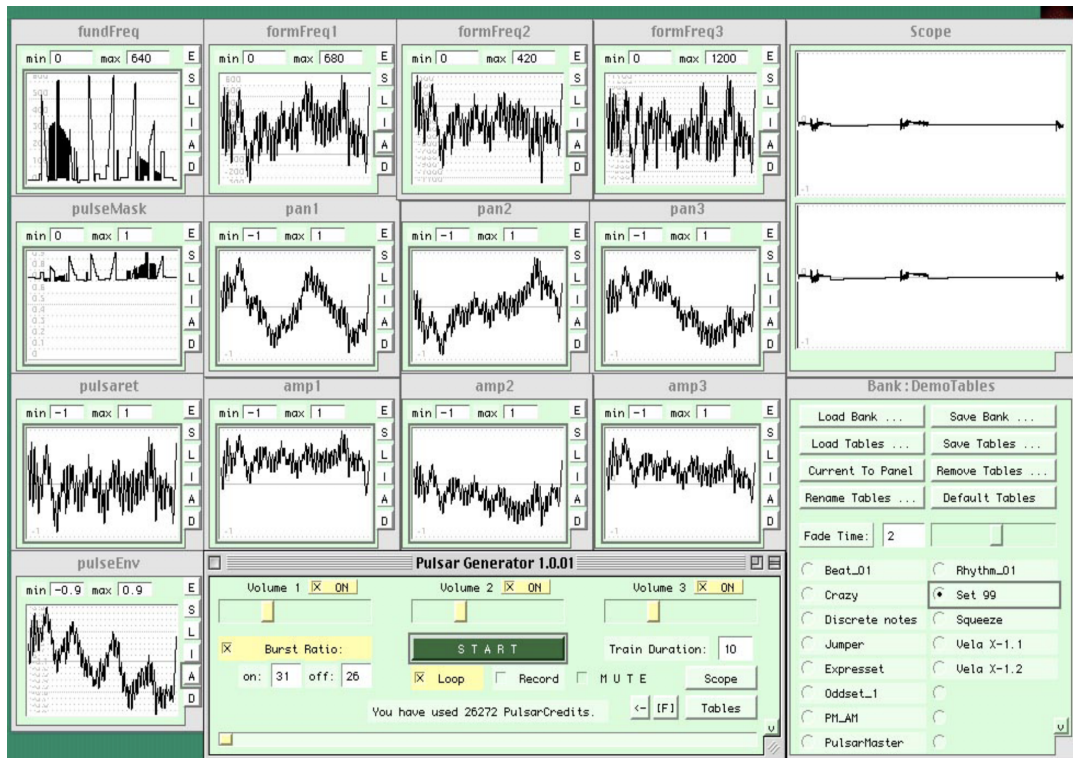 fundFreq
min 0 max 640
E
S
L
I
A
D
formFreq1
min 0 max 680
E
S
L
I
A
D
formFreq2
min 0 max 420
E
S
L
I
A
D
formFreq3
min 0 max 1200
E
S
L
I
A
D
Scope
-1
-1
pulseMask
min 0 max 1
E
S
L
I
A
D
pan1
min -1 max 1
E
S
L
I
A
D
pan2
min -1 max 1
E
S
L
I
A
D
pan3
min -1 max 1
E
S
L
I
A
D
pulsaret
min -1 max 1
E
S
L
I
A
D
amp1
min -1 max 1
E
S
L
I
A
D
amp2
min -1 max 1
E
S
L
I
A
D
amp3
min -1 max 1
E
S
L
I
A
D
Bank:DemoTables
Load Bank ... Save Bank ...
Load Tables ... Save Tables ...
Current To Panel Remove Tables ...
Rename Tables ... Default Tables
Fade Time: 2
Beat_01 Rhythm_01
Crazy Set 99
Discrete notes Squeeze
Jumper Vela X-1.1
Expresset Vela X-1.2
Oddset_1
PM_AM
PulsarMaster
v
pulseEnv
min -0.9 max 0.9
E
S
L
I
A
D
Pulsar Generator 1.0.01
Volume 1 ON Volume 2 ON Volume 3 ON
Burst Ratio: START Train Duration: 10
on: 31 off: 26 Loop Record MUTE Scope
You have used 26272 PulsarCredits. <- [F] Tables
v